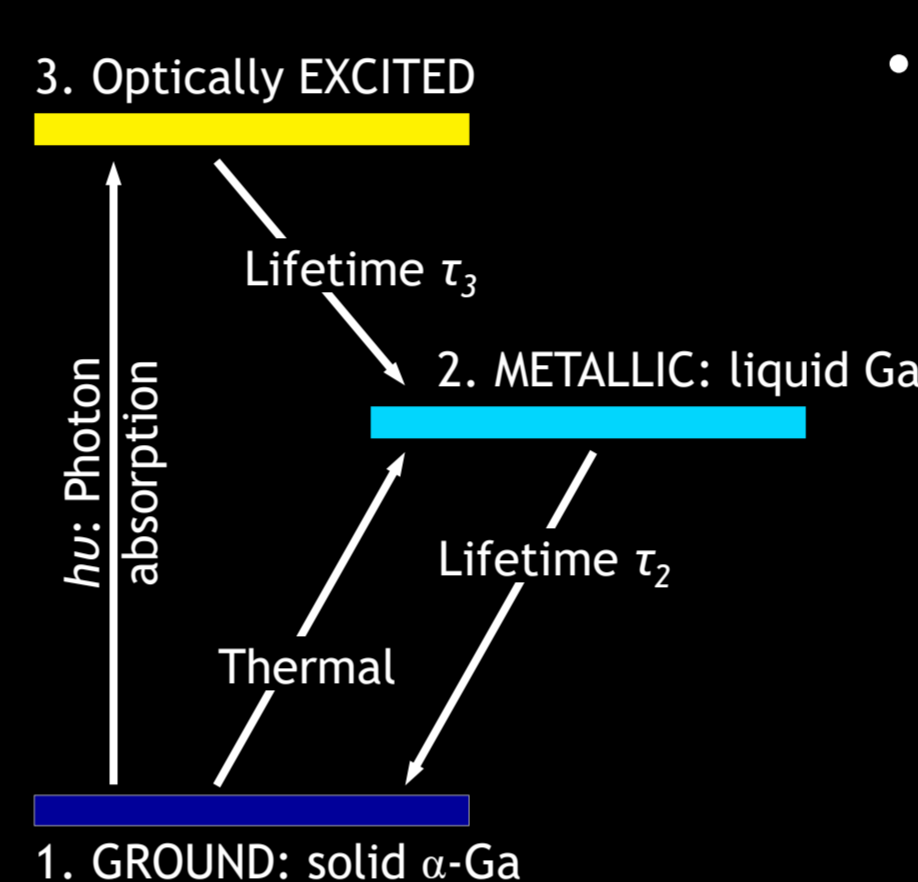 3. Optically EXCITED
•
Lifetime τ3
2. METALLIC: liquid Ga
hυ: Photon
absorption
Lifetime τ2
Thermal
1. GROUND: solid α-Ga